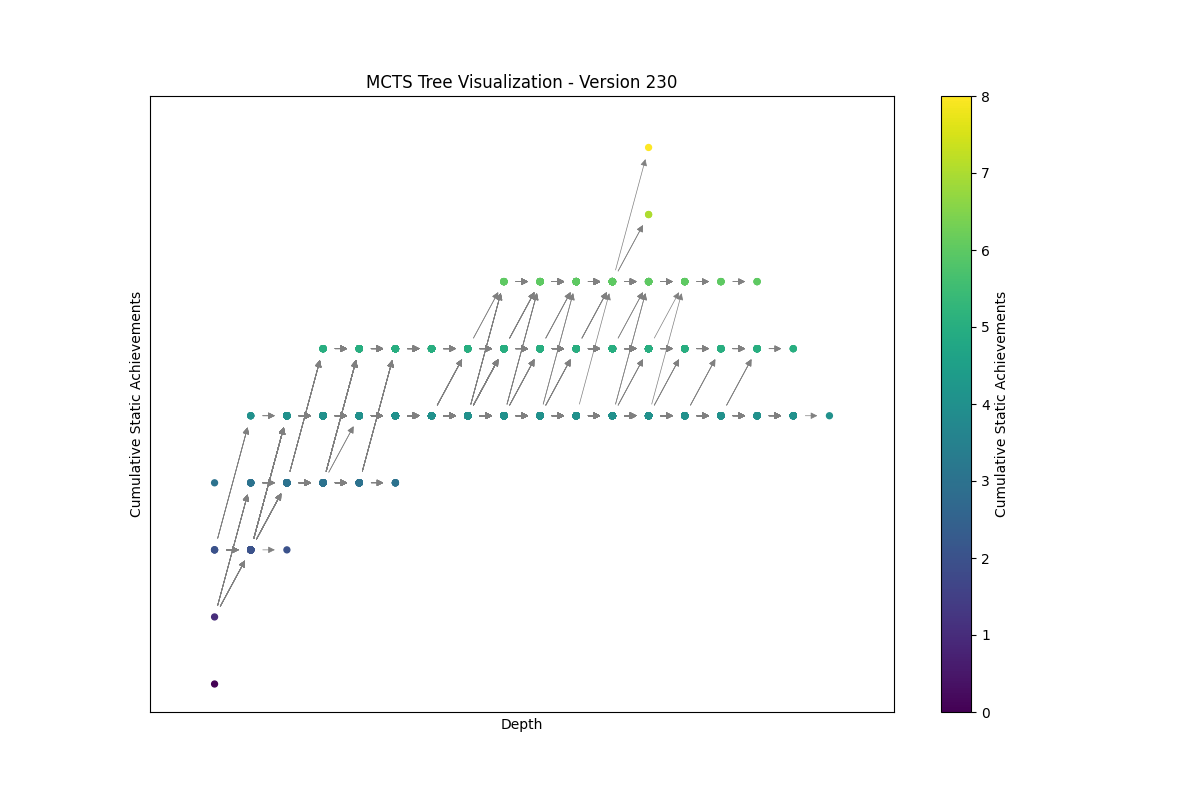 MCTS Tree Visualization - Version 230
Cumulative Static Achievements
Depth
8
7
6
5
4
3
2
1
0
Cumulative Static Achievements